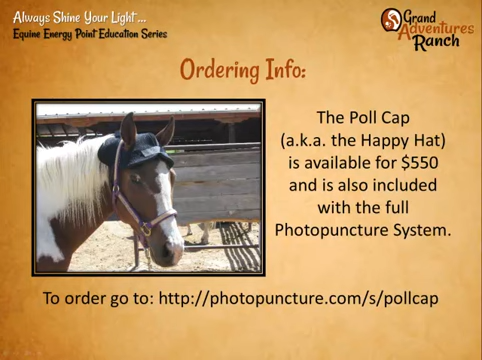 Always Shine Your Light...
Equine Energy Point Education Series
Grand
Adventures
Ranch
Ordering Info:
The Poll Cap
(a.k.a. the Happy Hat)
is available for $550
and is also included
with the full
Photopuncture System.
To order go to: http://photopuncture.com/s/pollcap